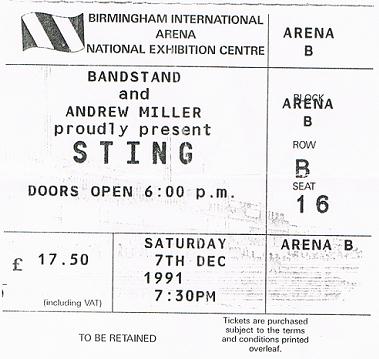 BIRMINGHAM INTERNATIONAL
ARENA
NATIONAL EXHIBITION CENTRE
ARENA
B
BANDSTAND
and
ANDREW MILLER
proudly present
STING
DOORS OPEN 6:00 p.m.
BLOCK
ARENA
B
ROW
B
SEAT
16
£ 17.50
(including VAT)
SATURDAY
7TH DEC
1991
7:30PM
ARENA B
TO BE RETAINED
Tickets are purchased
subject to the terms
and conditions printed
overleaf.